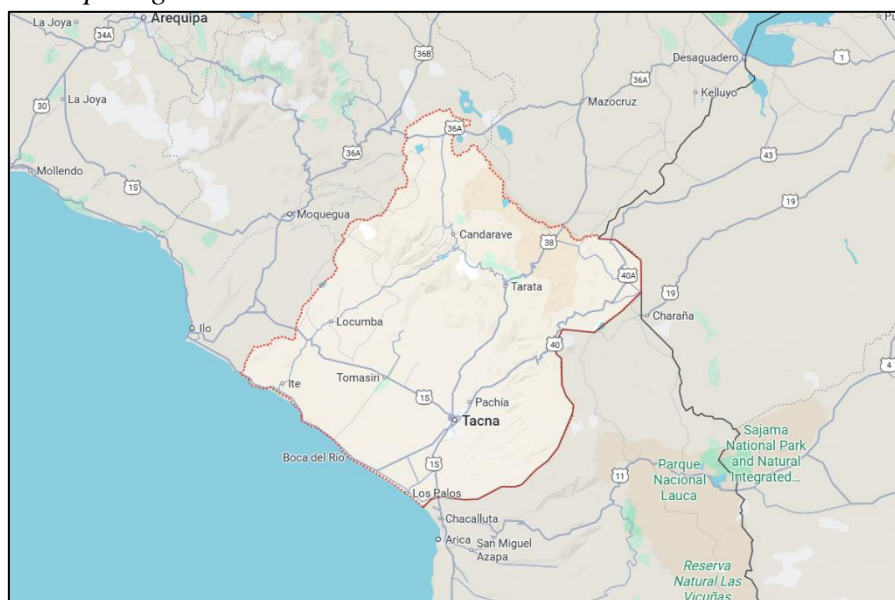 La Joya
Arequipa
34A
36B
Desaguadero
1
36A
Kelluyo
30
La Joya
Mazocruz
36A
36A
43
Mollendo
1S
Moquegua
19
Candarave
38
40A
Tarata
19
Charaña
Ilo
Locumba
40
4
Ite
Tomasiri
1S
Pachía
Tacna
Sajama
National Park
and Natural
Integrated...
Boca del Río
1S
11
Parque
Nacional
Lauca
Los Palos
Chacalluta
Arica
San Miguel
Azapa
Reserva
Natural Las
Vicuñas